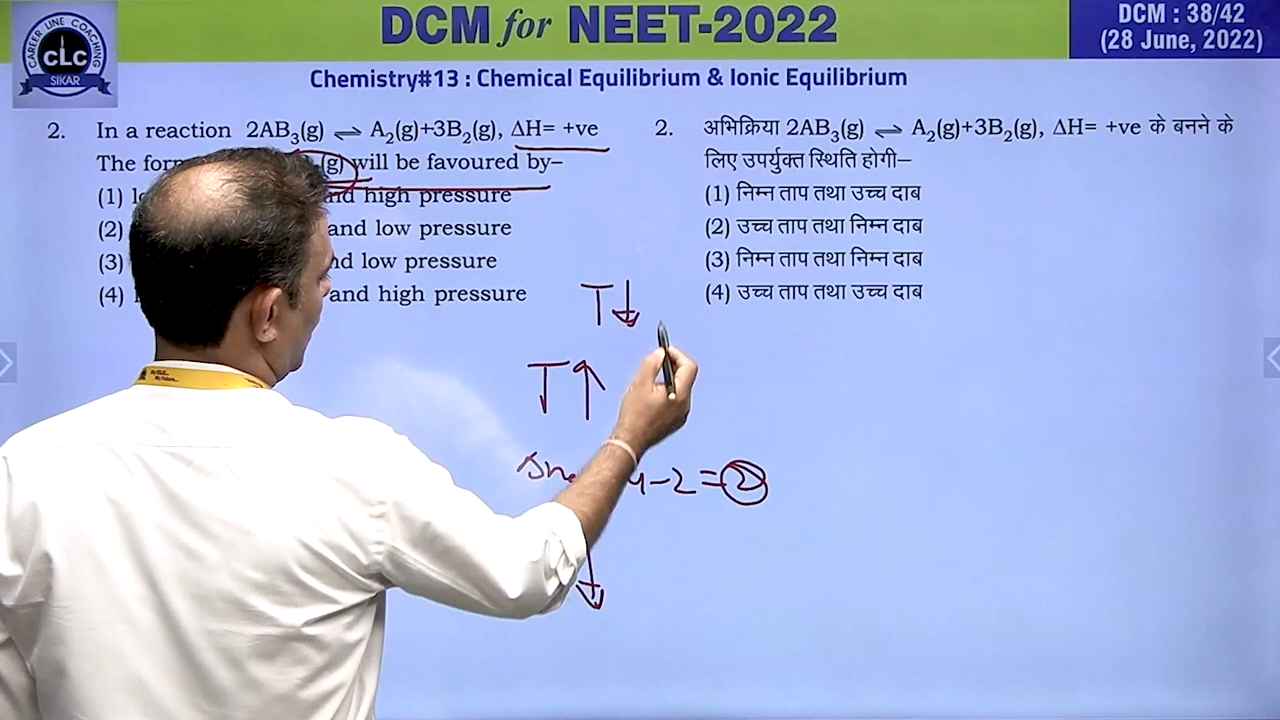 DCM for NEET-2022
DCM : 38/42
(28 June, 2022)
CAREER LINE COACHING
CLC
SIKAR
Chemistry#13 : Chemical Equilibrium & Ionic Equilibrium
2. In a reaction 2AB₃(g) ⇌ A₂(g)+3B₂(g), ΔH= +ve
The (g) will be favoured by–
(1) and high pressure
(2) and low pressure
(3) and low pressure
(4) and high pressure
2. अभिक्रिया 2AB₃(g) ⇌ A₂(g)+3B₂(g), ΔH= +ve के बनने के
लिए उपर्युक्त स्थिति होगी–
(1) निम्न ताप तथा उच्च दाब
(2) उच्च ताप तथा निम्न दाब
(3) निम्न ताप तथा निम्न दाब
(4) उच्च ताप तथा उच्च दाब
T↓
T↑
4-2=2